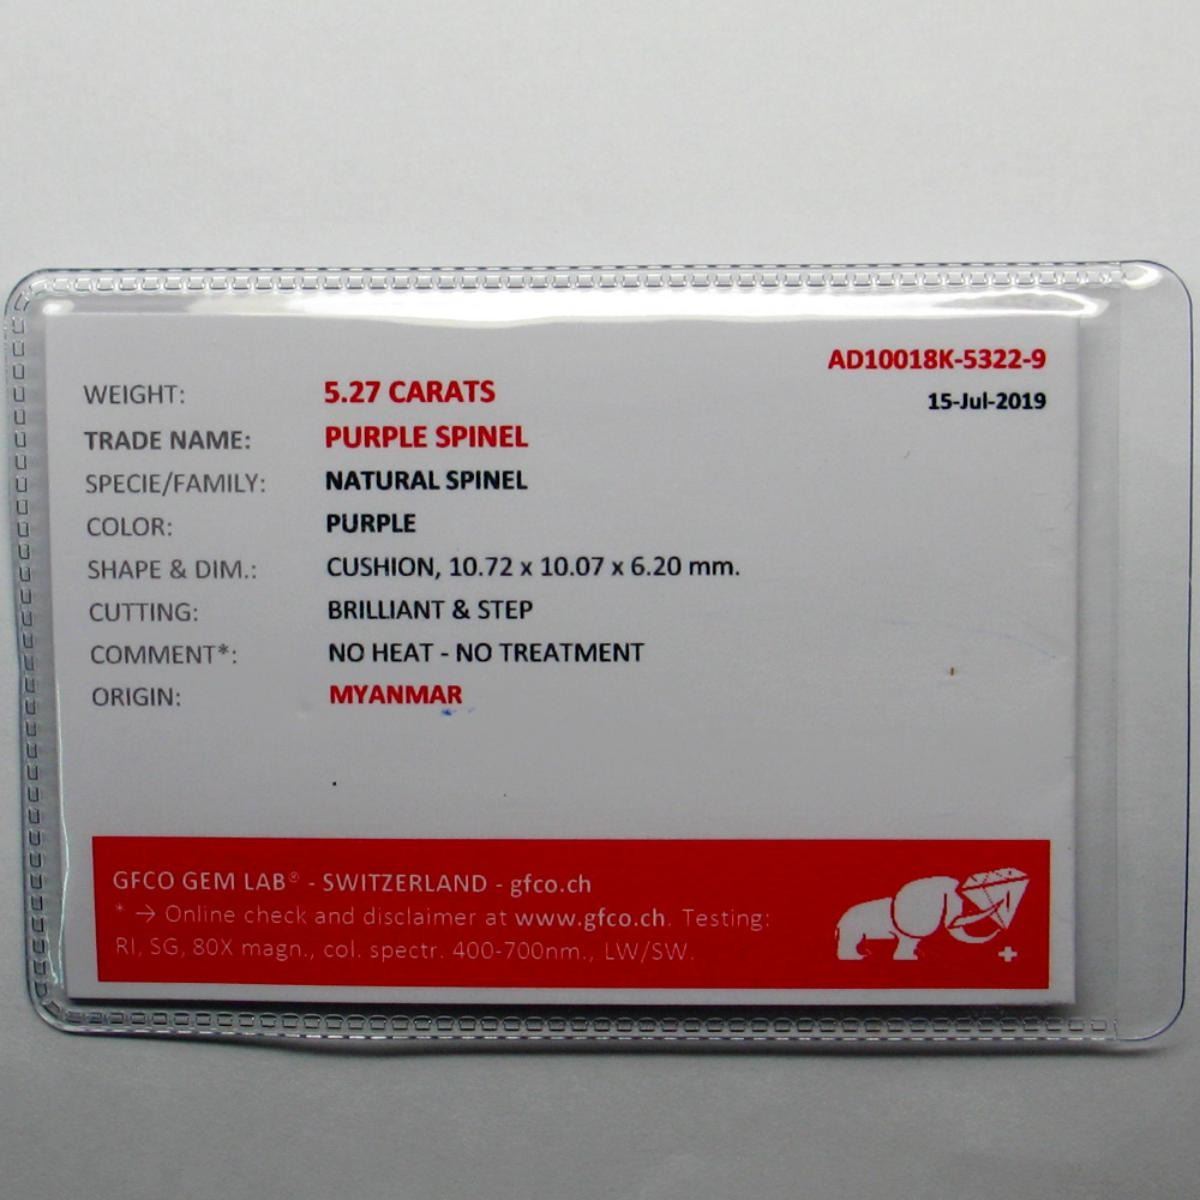 AD10018K-5322-9
15-Jul-2019
WEIGHT: 5.27 CARATS
TRADE NAME: PURPLE SPINEL
SPECIE/FAMILY: NATURAL SPINEL
COLOR: PURPLE
SHAPE & DIM.: CUSHION, 10.72 x 10.07 x 6.20 mm.
CUTTING: BRILLIANT & STEP
COMMENT*: NO HEAT - NO TREATMENT
ORIGIN: MYANMAR
GFCO GEM LAB® - SWITZERLAND - gfco.ch
* → Online check and disclaimer at www.gfco.ch. Testing:
RI, SG, 80X magn., col. spectr. 400-700nm., LW/SW.